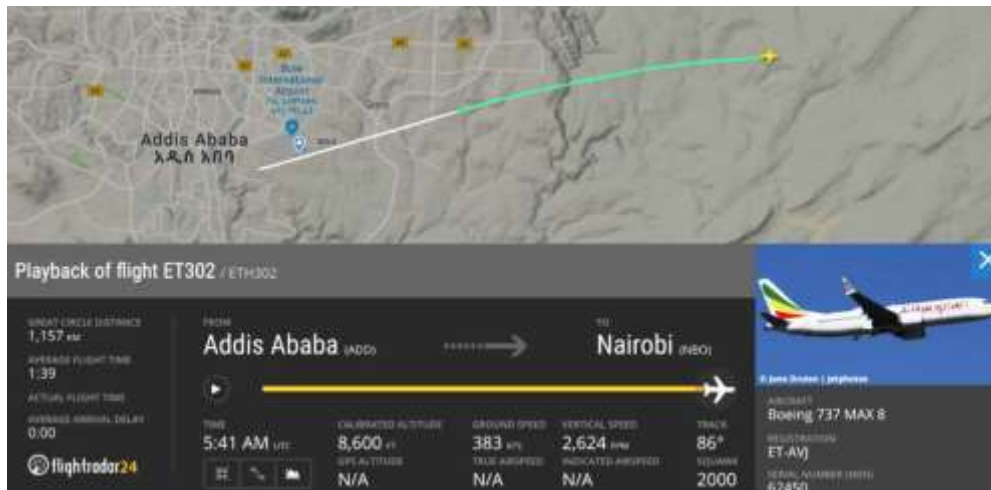 Bole
International
Airport
Addis Ababa
አዲስ አበባ
Playback of flight ET302 / ETH302
GREAT CIRCLE DISTANCE
1,157 KM
AVERAGE FLIGHT TIME
1:39
ACTUAL FLIGHT TIME
AVERAGE ARRIVAL DELAY
0:00
flightradar24
FROM
Addis Ababa (ADD)
TO
Nairobi (NBO)
TIME
5:41 AM UTC
CALIBRATED ALTITUDE
8,600 FT
GPS ALTITUDE
N/A
GROUND SPEED
383 KTS
TRUE AIRSPEED
N/A
VERTICAL SPEED
2,624 FPM
INDICATED AIRSPEED
N/A
TRACK
86°
SQUAWK
2000
AIRCRAFT
Boeing 737 MAX 8
REGISTRATION
ET-AVJ
SERIAL NUMBER (MSN)
62450